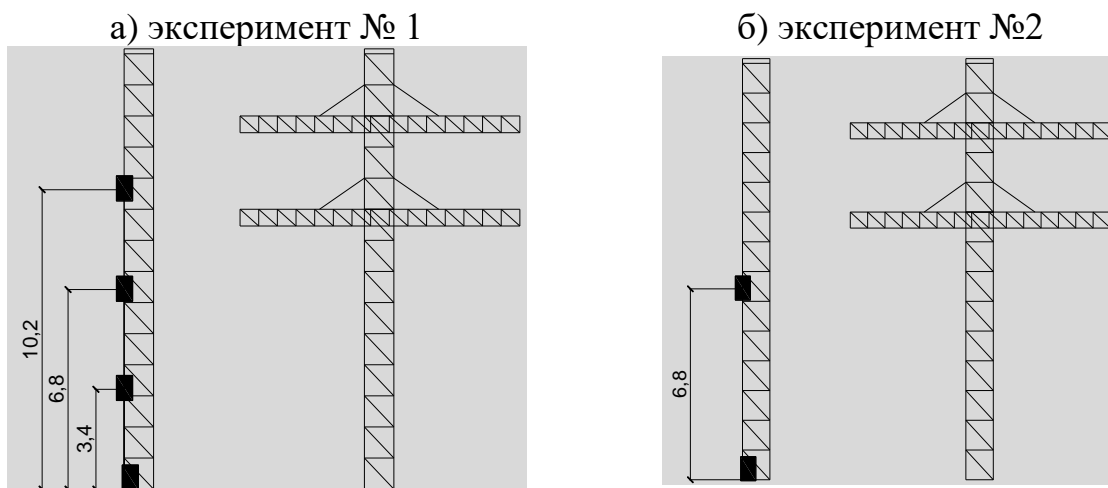 а) эксперимент № 1
б) эксперимент №2
10,2
6,8
3,4
6,8